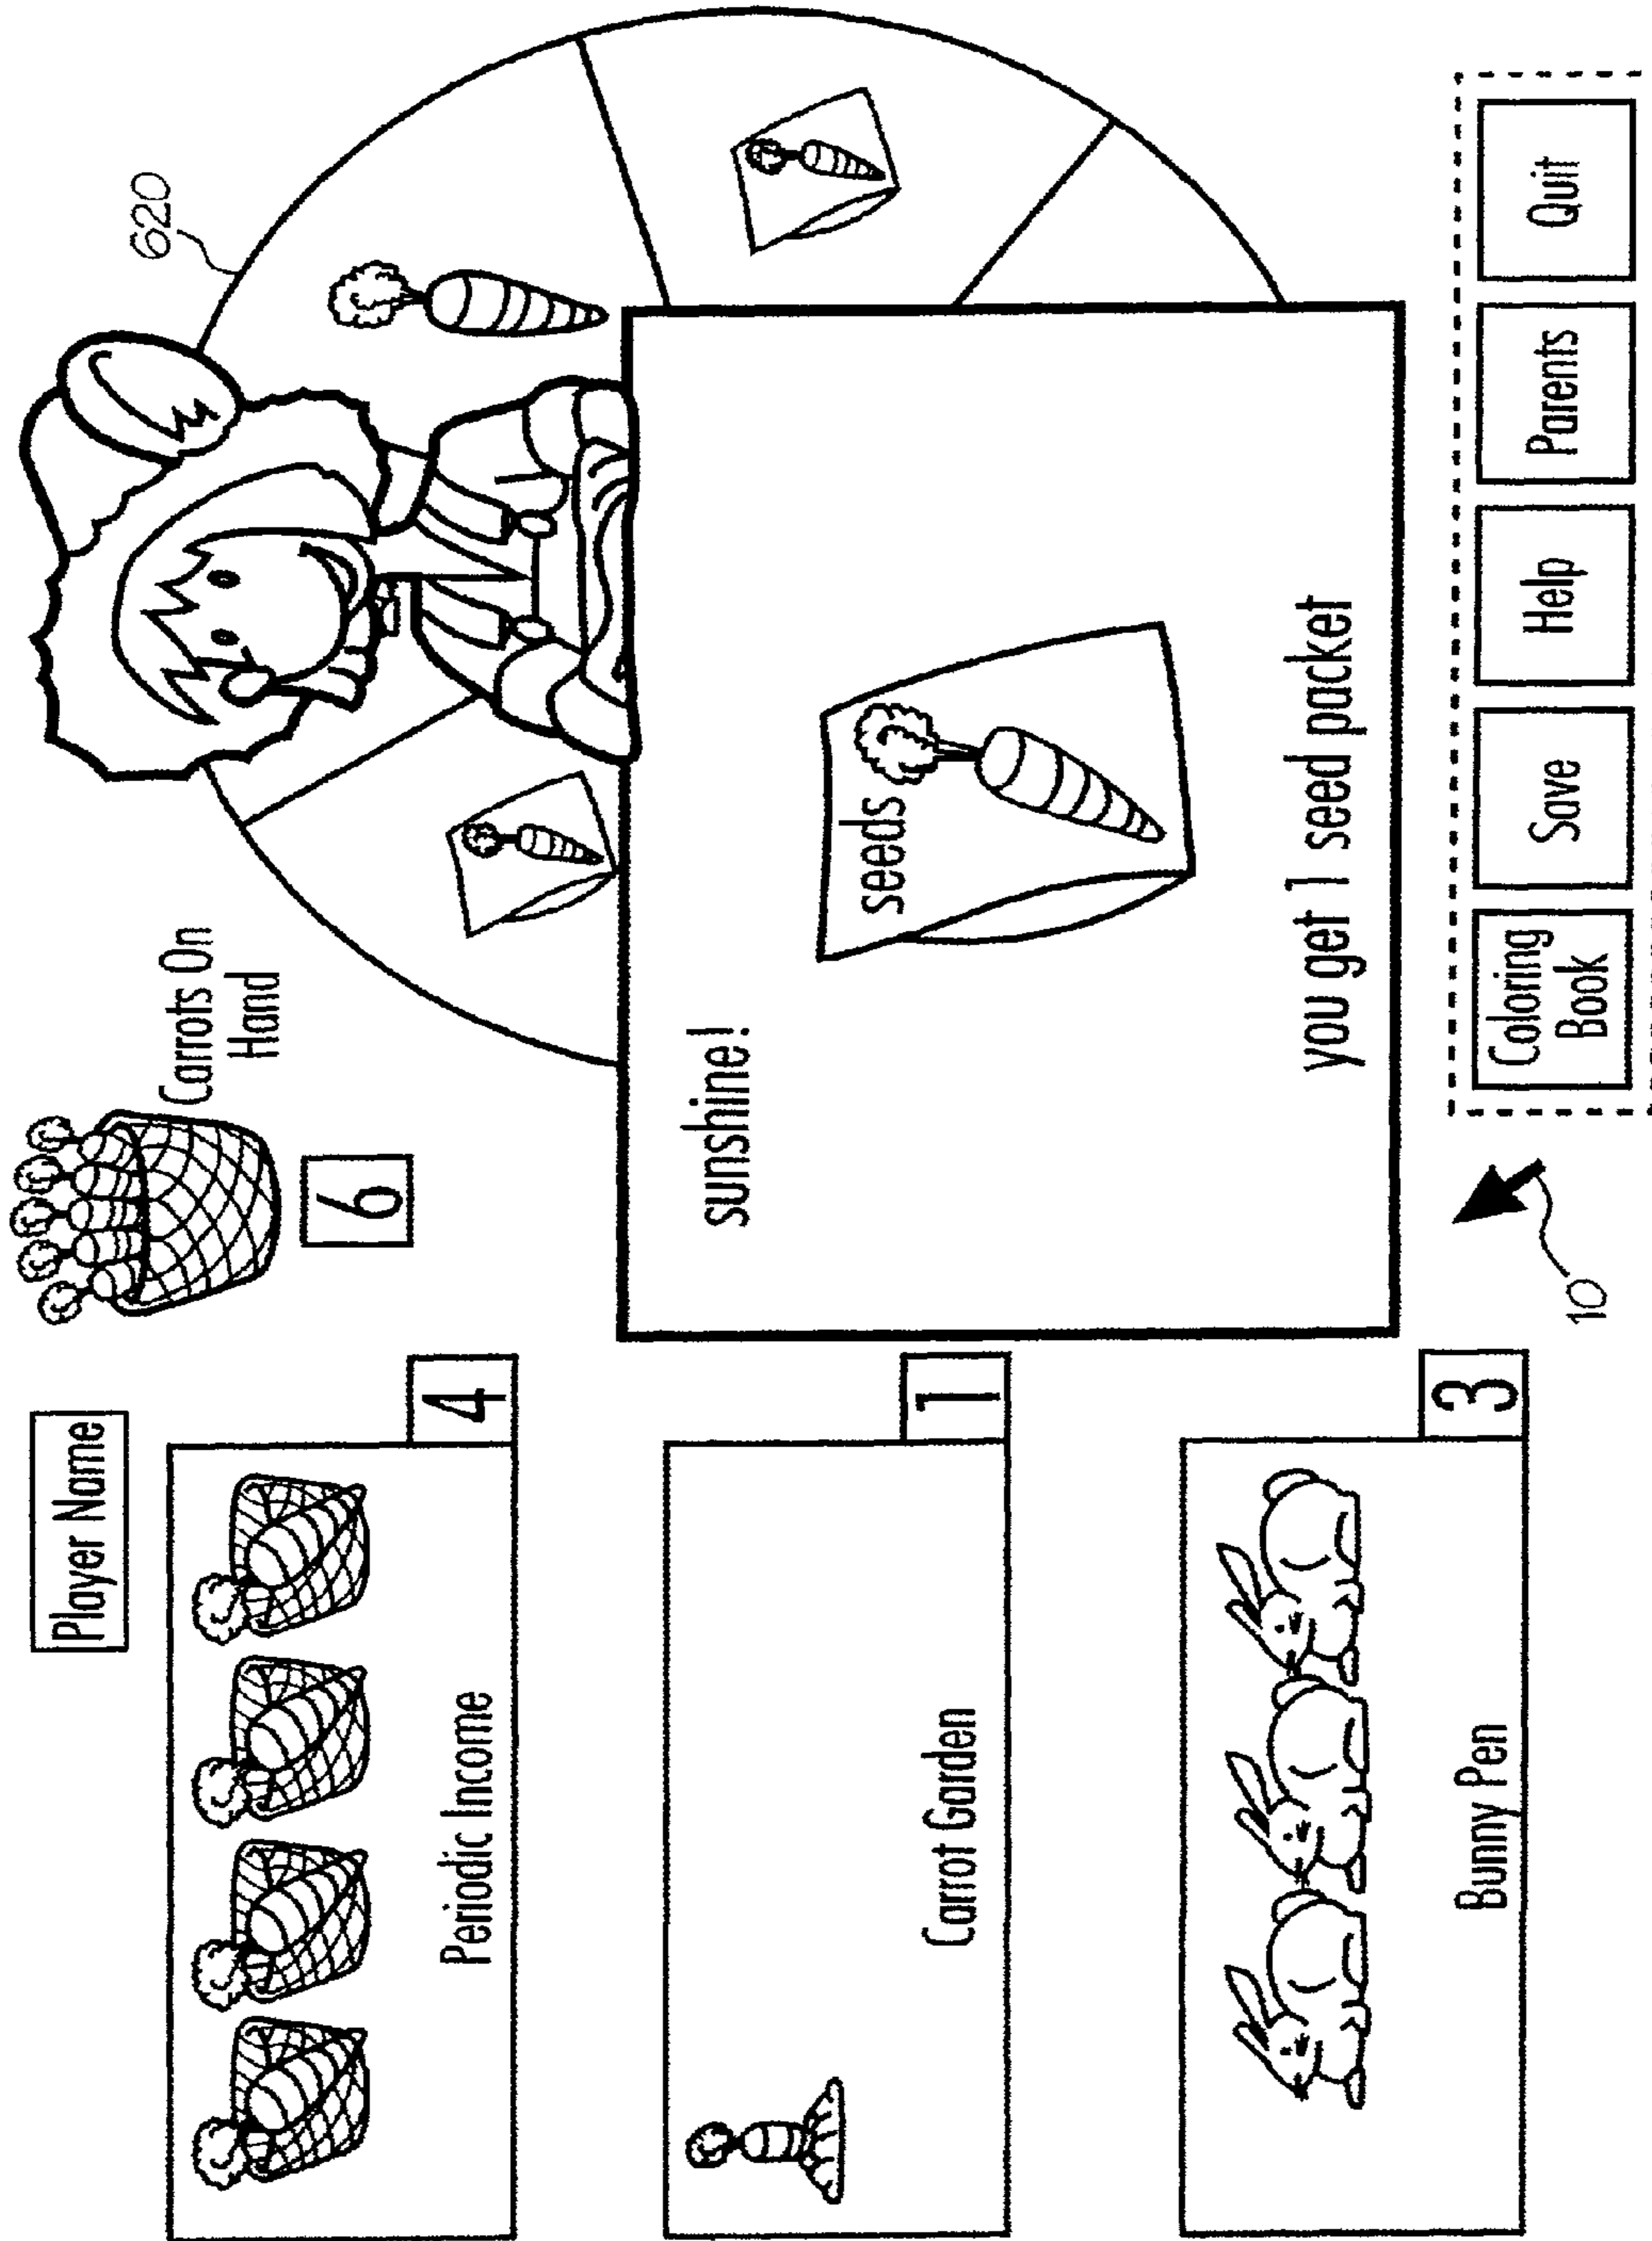 Player Name
4
Periodic Income
1
Carrot Garden
3
Bunny Pen
Carrots On
Hand
6
620
sunshine!
seeds
you get 1 seed packet
10
Coloring
Book
Save
Help
Parents
Quit